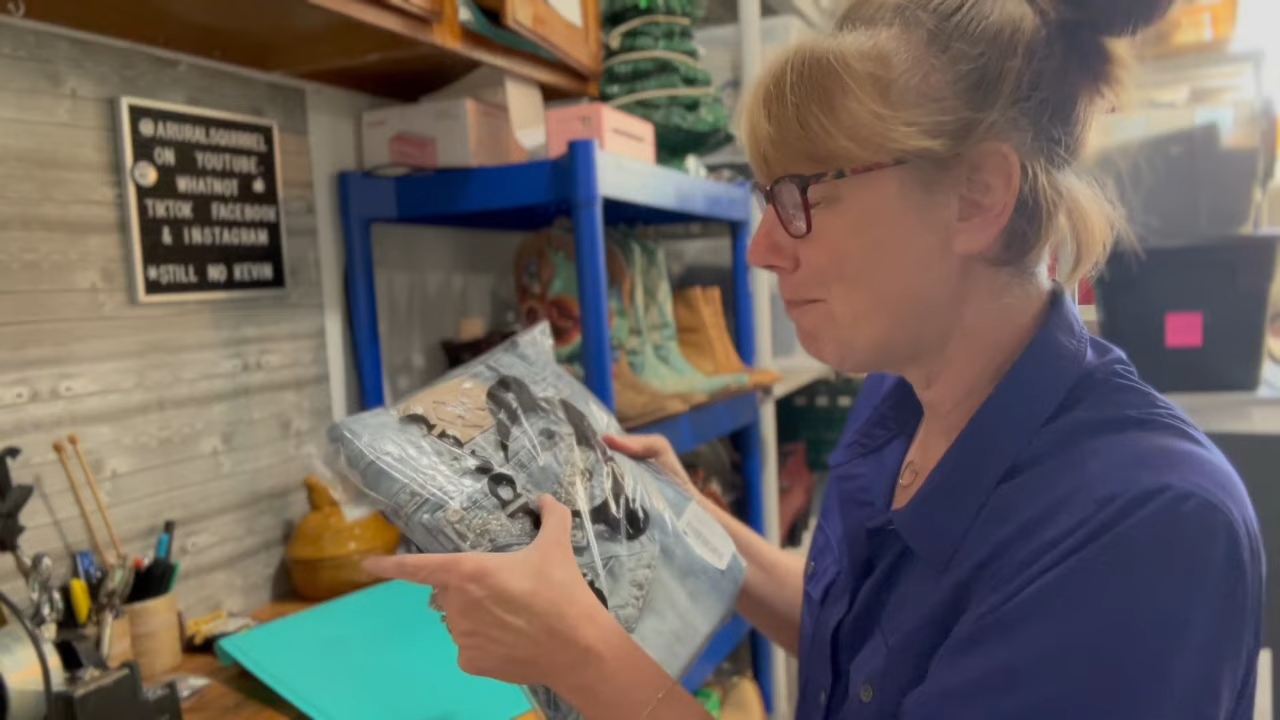 @ARURALSQUIRREL
ON YOUTUBE.
WHATNOT
TIKTOK FACEBOOK
& INSTAGRAM
STILL NO KEVIN